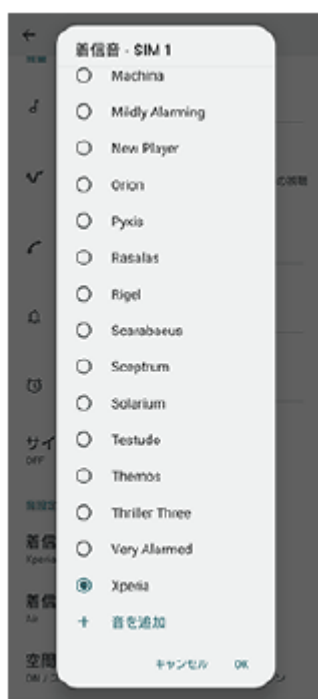 着信音 - SIM 1
Machina
Mildly Alarming
New Player
Orion
Pyxis
Rasalas
Rigel
Scarabaeus
Sceptrum
Solarium
Testudo
Themos
Thriller Three
Very Alarmed
Xperia
音を追加
キャンセル OK
サイ
OFF
着信
Xperia
着信
Air
空間